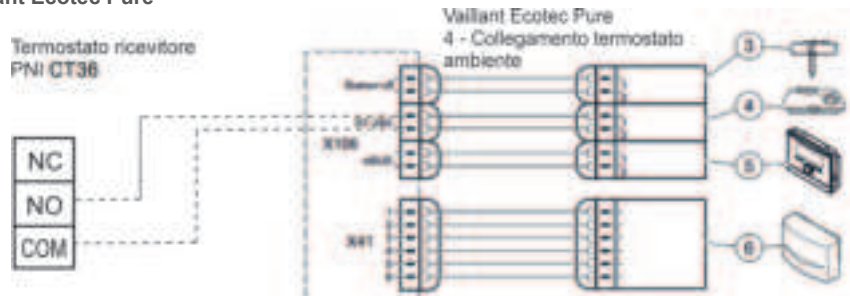 ant Ecotec Pure
Termostato ricevitore
PNI CT36
Vaillant Ecotec Pure
4 - Collegamento termostato
ambiente
NC
NO
COM
X106
X41
3
4
5
6